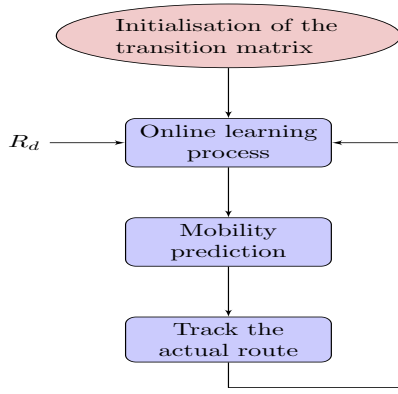 Initialisation of the
transition matrix
R_d
Online learning
process
Mobility
prediction
Track the
actual route